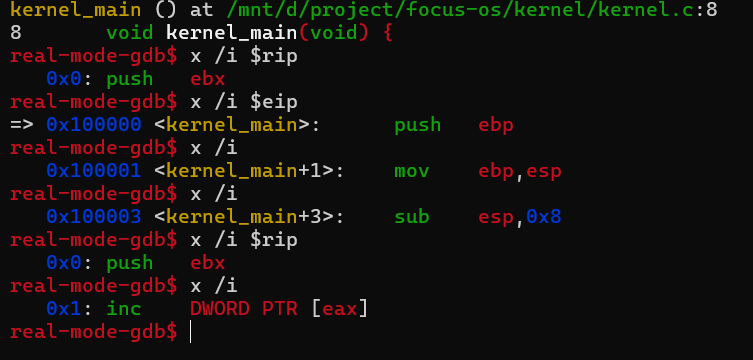 kernel_main () at /mnt/d/project/focus-os/kernel/kernel.c:8
8       void kernel_main(void) {
real-mode-gdb$ x /i $rip
   0x0: push   ebx
real-mode-gdb$ x /i $eip
=> 0x100000 <kernel_main>:      push   ebp
real-mode-gdb$ x /i
   0x100001 <kernel_main+1>:    mov    ebp,esp
real-mode-gdb$ x /i
   0x100003 <kernel_main+3>:    sub    esp,0x8
real-mode-gdb$ x /i $rip
   0x0: push   ebx
real-mode-gdb$ x /i
   0x1: inc    DWORD PTR [eax]
real-mode-gdb$